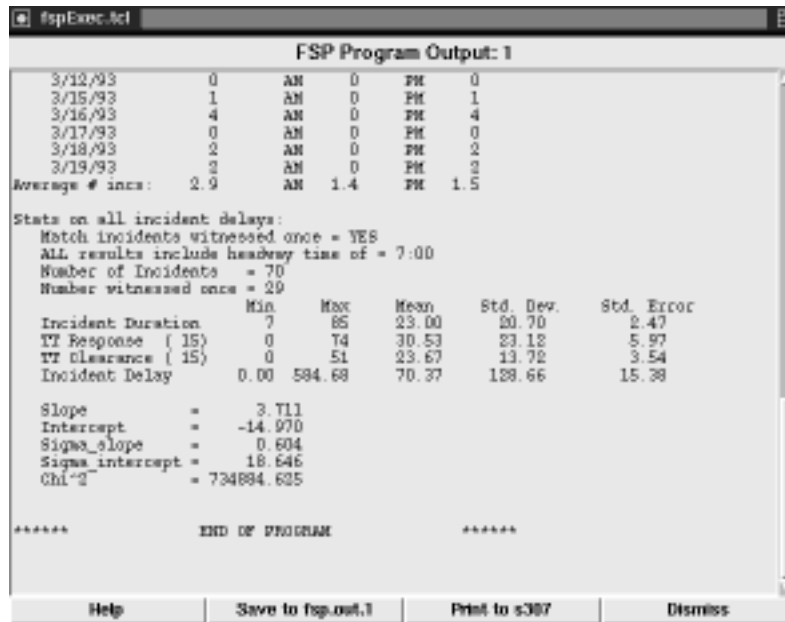 fspExec.tcl
FSP Program Output: 1
3/12/93 0 AM 0 PM 0
3/15/93 1 AM 0 PM 1
3/16/93 4 AM 0 PM 4
3/17/93 0 AM 0 PM 0
3/18/93 2 AM 0 PM 2
3/19/93 2 AM 0 PM 2
Average # incs: 2.9 AM 1.4 PM 1.5
Stats on all incident delays:
Match incidents witnessed once = YES
ALL results include headway time of = 7:00
Number of Incidents = 70
Number witnessed once = 29
Min Max Mean Std. Dev. Std. Error
Incident Duration 7 85 23.00 20.70 2.47
TT Response ( 15) 0 74 30.53 23.12 5.97
TT Clearance ( 15) 0 51 23.67 13.72 3.54
Incident Delay 0.00 584.68 70.37 128.66 15.38
Slope = 3.711
Intercept = -14.970
Sigma_slope = 0.604
Sigma_intercept = 18.646
Chi^2 = 734884.625
****** END OF PROGRAM ******
Help Save to fsp.out.1 Print to s307 Dismiss